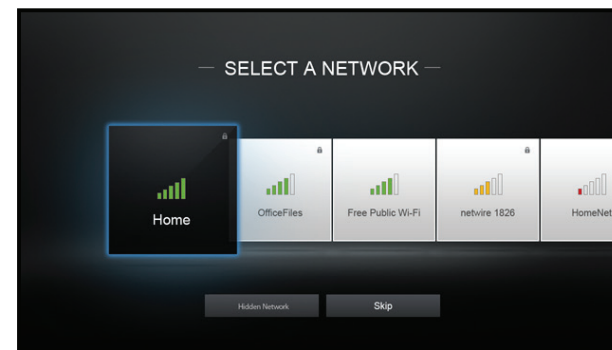 SELECT A NETWORK
Home
OfficeFiles
Free Public Wi-Fi
netwire 1826
HomeNet
Hidden Network
Skip